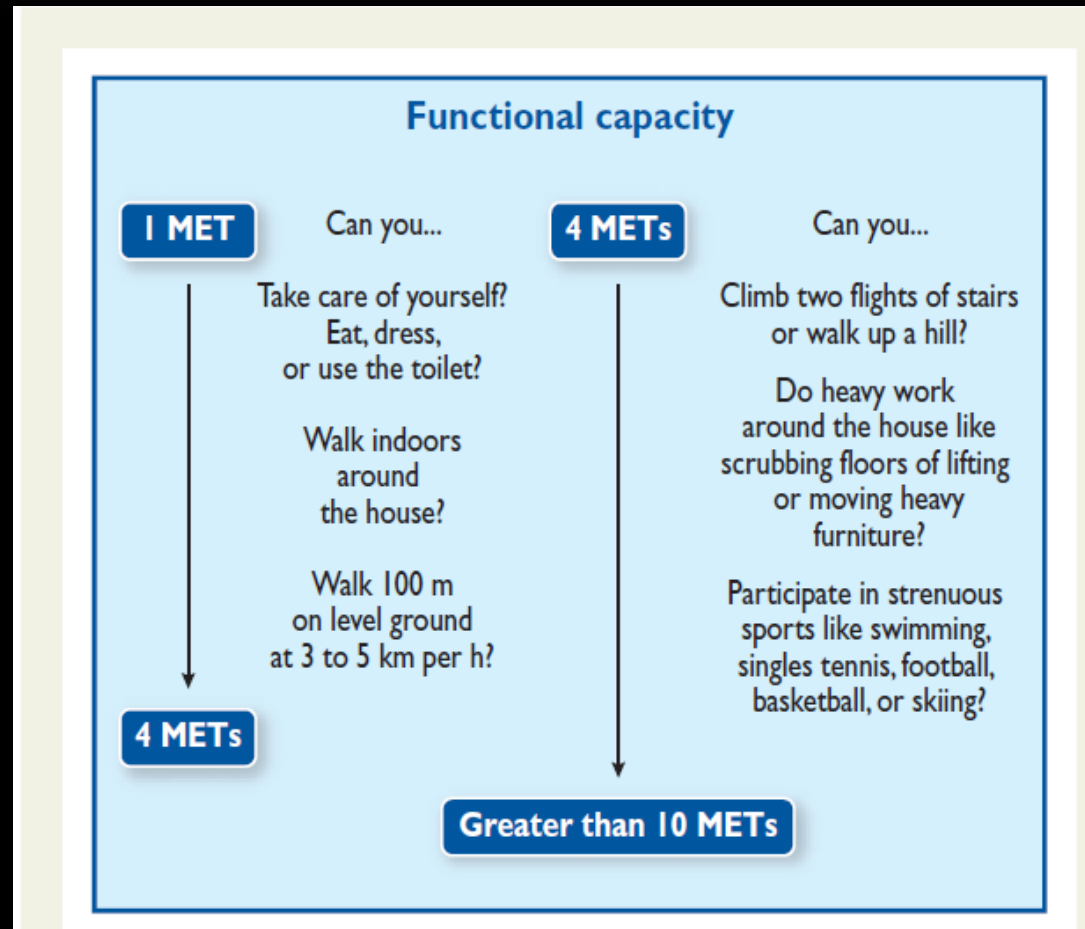 Functional capacity
1 MET
Can you...
Take care of yourself?
Eat, dress,
or use the toilet?
Walk indoors
around
the house?
Walk 100 m
on level ground
at 3 to 5 km per h?
4 METs
4 METs
Can you...
Climb two flights of stairs
or walk up a hill?
Do heavy work
around the house like
scrubbing floors of lifting
or moving heavy
furniture?
Participate in strenuous
sports like swimming,
singles tennis, football,
basketball, or skiing?
Greater than 10 METs